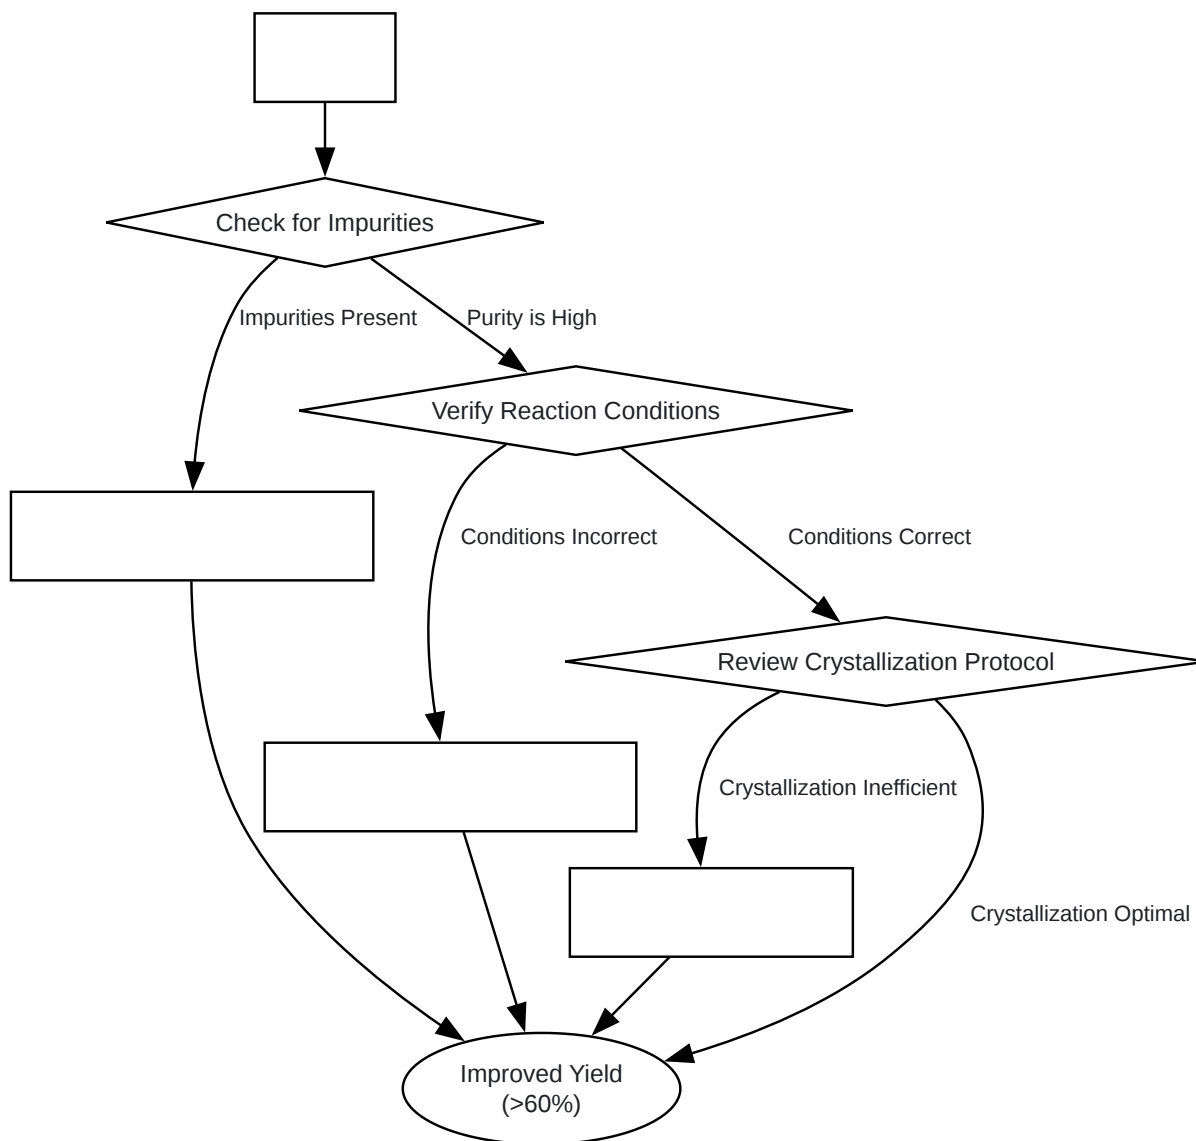 Check for Impurities
Impurities Present
Purity is High
Verify Reaction Conditions
Conditions Incorrect
Conditions Correct
Review Crystallization Protocol
Crystallization Inefficient
Crystallization Optimal
Improved Yield
(>60%)